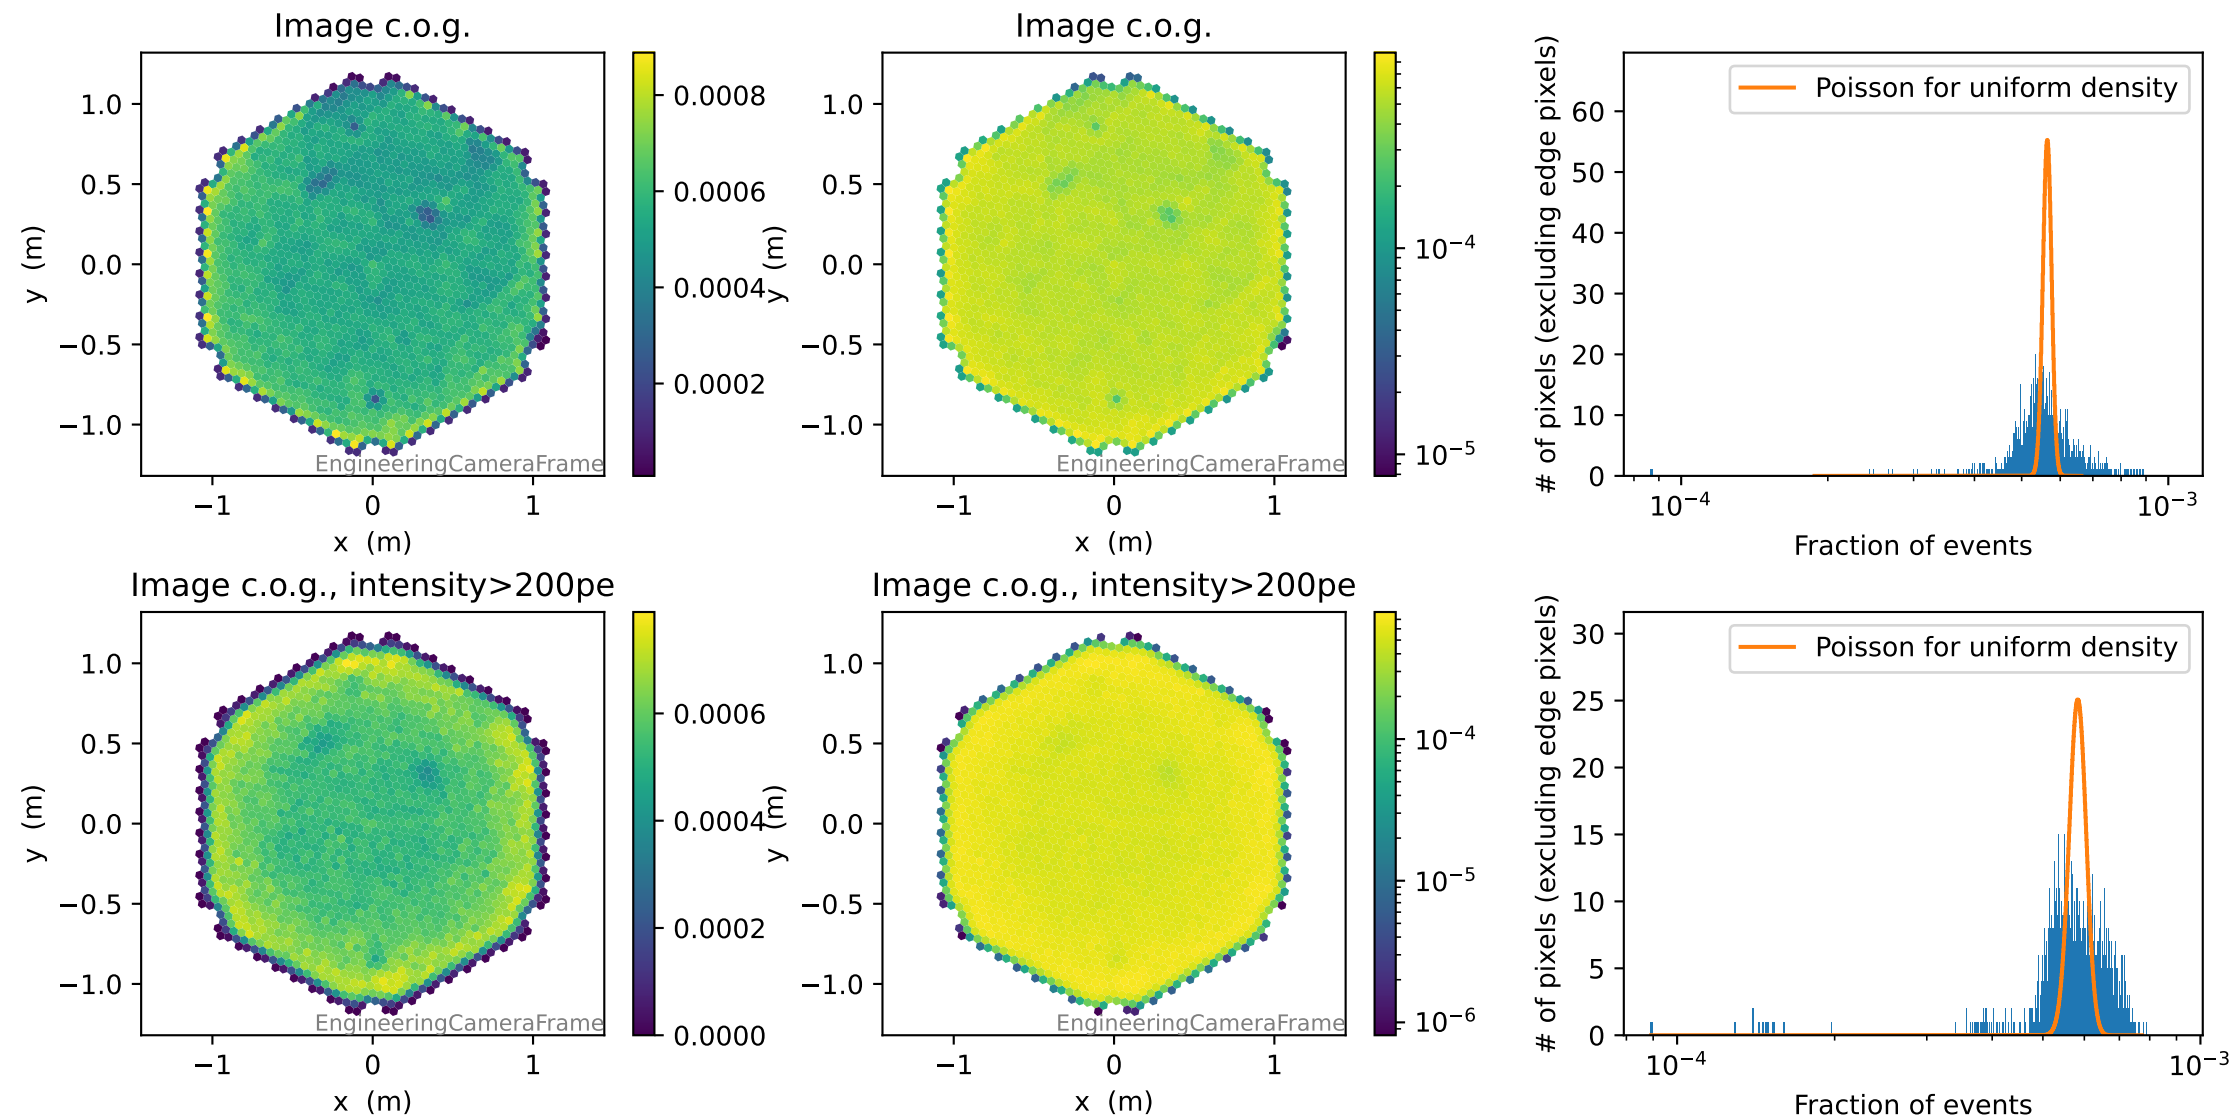 Image c.o.g.
1.0
0.5
0.0
−0.5
−1.0
y (m)
−1
0
1
x (m)
EngineeringCameraFrame
0.0008
0.0006
0.0004
0.0002
Image c.o.g.
1.0
0.5
0.0
−0.5
−1.0
y (m)
−1
0
1
x (m)
EngineeringCameraFrame
10⁻⁴
10⁻⁵
# of pixels (excluding edge pixels)
60
50
40
30
20
10
0
Poisson for uniform density
10⁻⁴
10⁻³
Fraction of events
Image c.o.g., intensity>200pe
1.0
0.5
0.0
−0.5
−1.0
y (m)
−1
0
1
x (m)
EngineeringCameraFrame
0.0006
0.0004
0.0002
0.0000
Image c.o.g., intensity>200pe
1.0
0.5
0.0
−0.5
−1.0
y (m)
−1
0
1
x (m)
EngineeringCameraFrame
10⁻⁴
10⁻⁵
10⁻⁶
# of pixels (excluding edge pixels)
30
25
20
15
10
5
0
Poisson for uniform density
10⁻⁴
10⁻³
Fraction of events